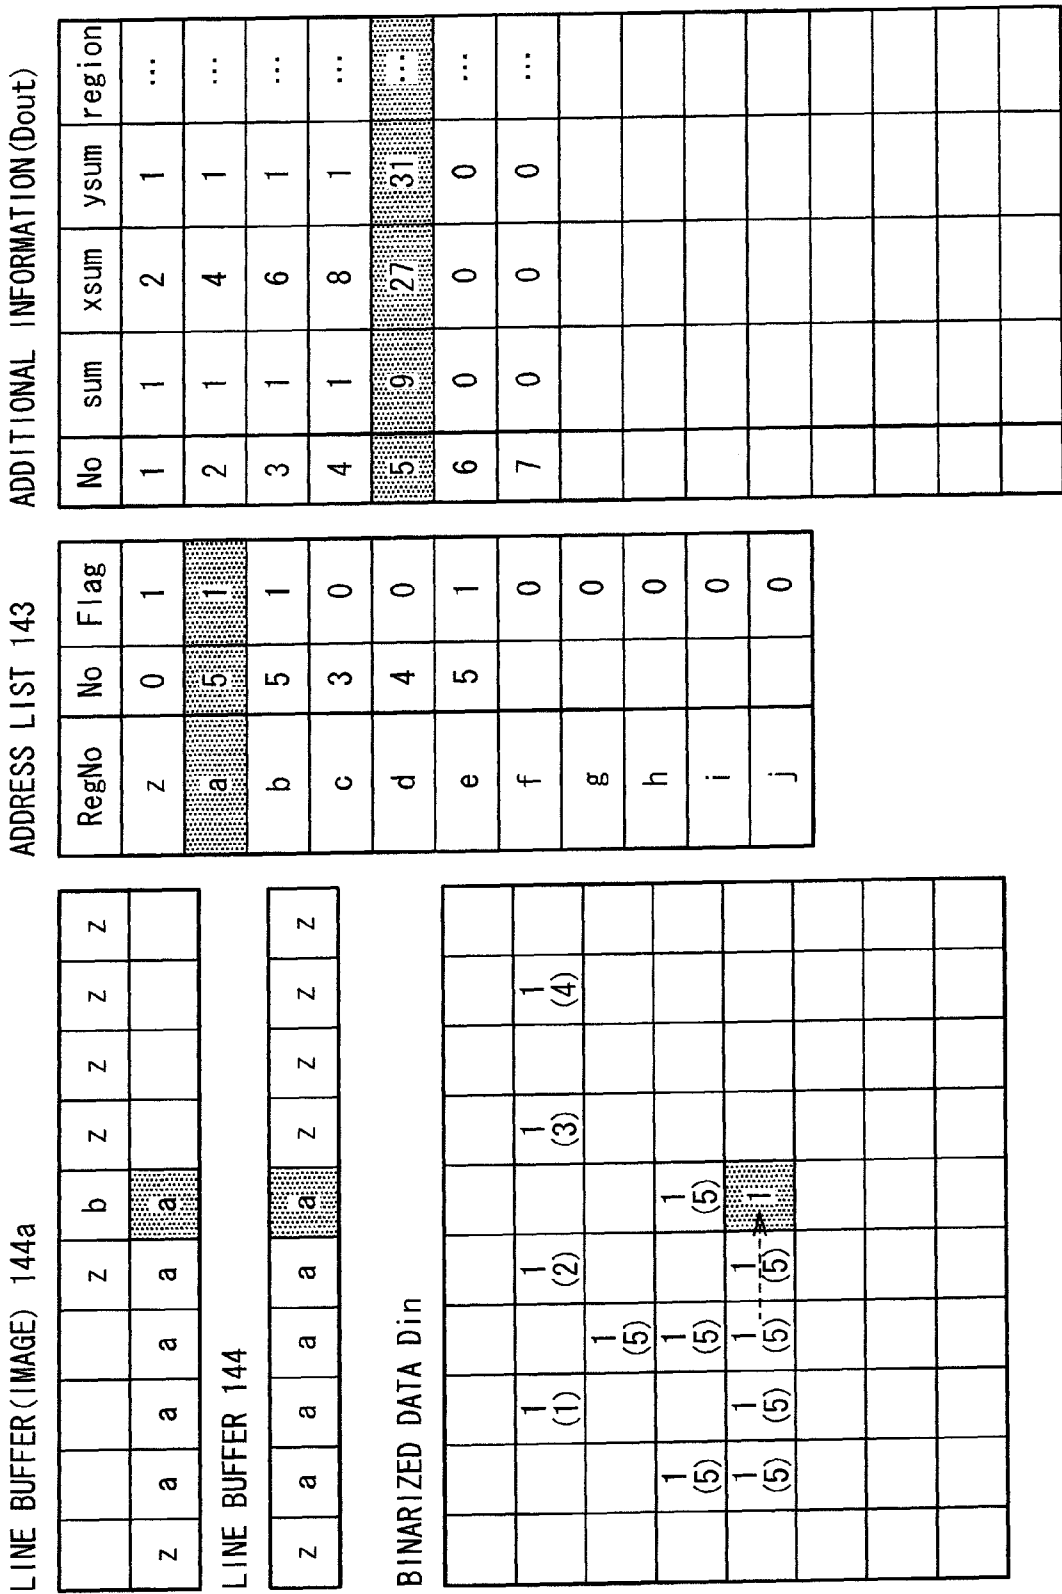 LINE BUFFER(IMAGE) 144a
z b z z z z
z a a a a a
LINE BUFFER 144
z a a a a a z z z z
BINARIZED DATA Din
1 1 1 1
(1) (2) (3) (4)
1
(5)
1 1 1
(5) (5) (5)
1 1 1 1 1
(5) (5) (5) (5)
ADDRESS LIST 143
RegNo No Flag
z 0 1
a 5 1
b 5 1
c 3 0
d 4 0
e 5 1
f 0
g 0
h 0
i 0
j 0
ADDITIONAL INFORMATION(Dout)
No sum xsum ysum region
1 1 2 1 ...
2 1 4 1 ...
3 1 6 1 ...
4 1 8 1 ...
5 9 27 31 ...
6 0 0 0 ...
7 0 0 0 ...